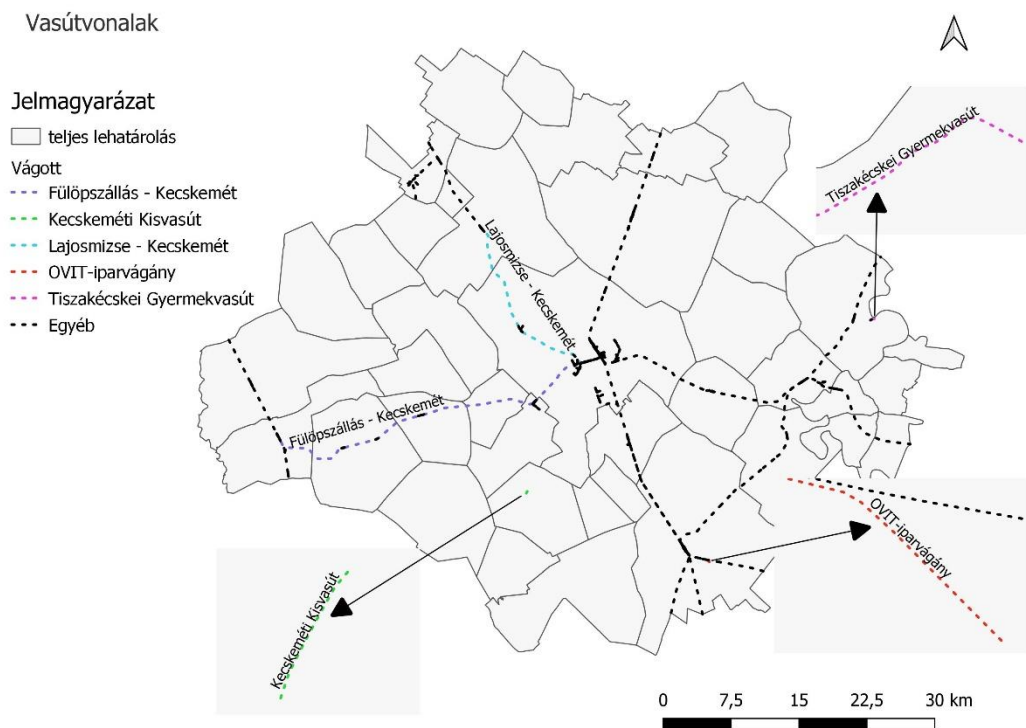 Vasútvonalak
Jelmagyarázat
teljes lehatárolás
Vágott
Fülöpszállás - Kecskemét
Kecskeméti Kisvasút
Lajosmizse - Kecskemét
OVIT-iparvágány
Tiszakécskei Gyermekvasút
Egyéb
Tiszakécskei Gyermekvasút
Lajosmizse - Kecskemét
Fülöpszállás - Kecskemét
OVIT-iparvágány
Kecskeméti Kisvasút
0 7,5 15 22,5 30 km